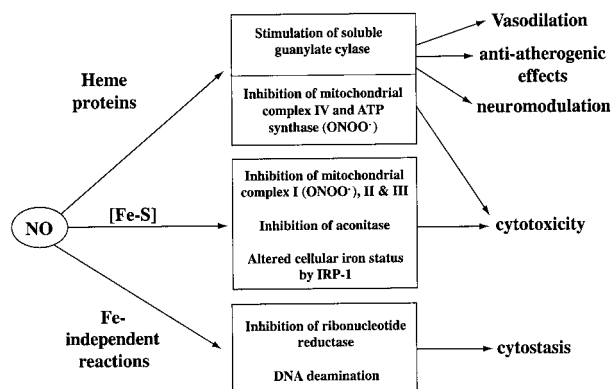 Stimulation of soluble
guanylate cylase
Vasodilation
anti-atherogenic
effects
neuromodulation
Heme
proteins
Inhibition of mitochondrial
complex IV and ATP
synthase (ONOO⁻)
NO
[Fe-S]
Inhibition of mitochondrial
complex I (ONOO⁻), II & III
Inhibition of aconitase
Altered cellular iron status
by IRP-1
cytotoxicity
Fe-
independent
reactions
Inhibition of ribonucleotide
reductase
DNA deamination
cytostasis